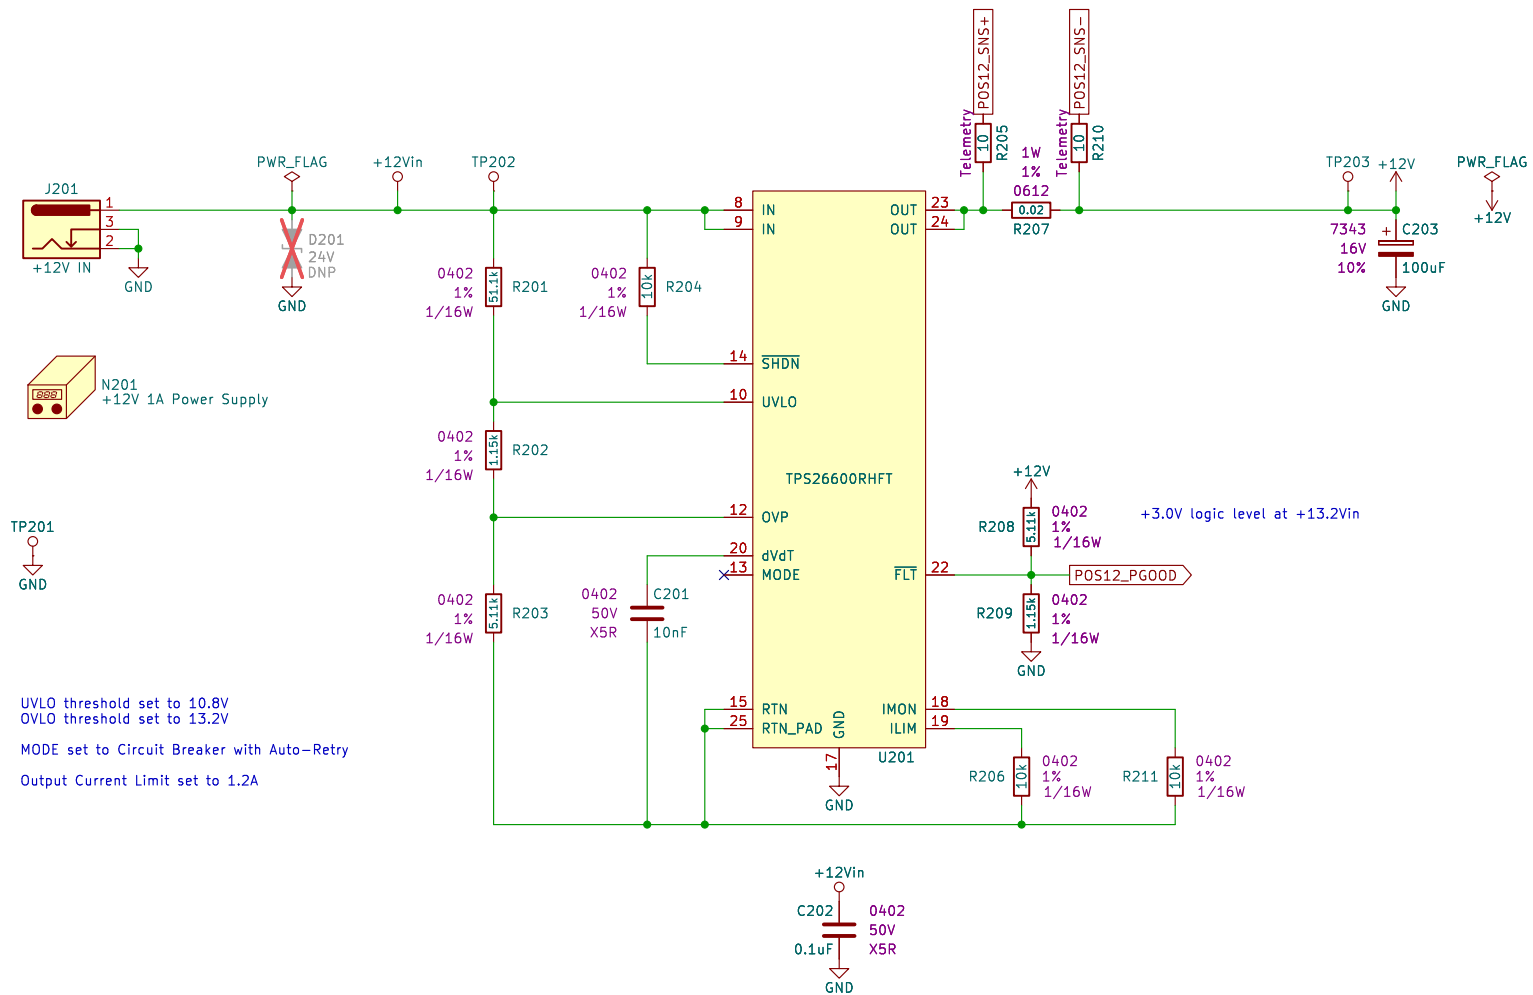 POS12_SNS+
POS12_SNS-
Telemetry
10
R205
Telemetry
10
R210
1W
1%
0612
0.02
R207
J201
1
3
2
+12V IN
GND
PWR_FLAG
D201
24V
DNP
GND
+12Vin
TP202
0402
1%
1/16W
51.1k
R201
0402
1%
1/16W
10k
R204
8
IN
9
IN
OUT
23
OUT
24
TP203
+12V
PWR_FLAG
+12V
7343
16V
10%
+
C203
100uF
GND
14
SHDN
10
UVLO
N201
+12V 1A Power Supply
0402
1%
1/16W
1.15k
R202
TPS26600RHFT
12
OVP
20
dVdT
13
MODE
FLT
22
+12V
R208
5.11k
0402
1%
1/16W
+3.0V logic level at +13.2Vin
POS12_PGOOD
R209
1.15k
0402
1%
1/16W
GND
TP201
GND
0402
1%
1/16W
5.11k
R203
0402
50V
X5R
C201
10nF
UVLO threshold set to 10.8V
OVLO threshold set to 13.2V
MODE set to Circuit Breaker with Auto-Retry
Output Current Limit set to 1.2A
15
RTN
25
RTN_PAD
GND
17
IMON
18
ILIM
19
U201
GND
R206
10k
0402
1%
1/16W
R211
10k
0402
1%
1/16W
+12Vin
C202
0.1uF
0402
50V
X5R
GND